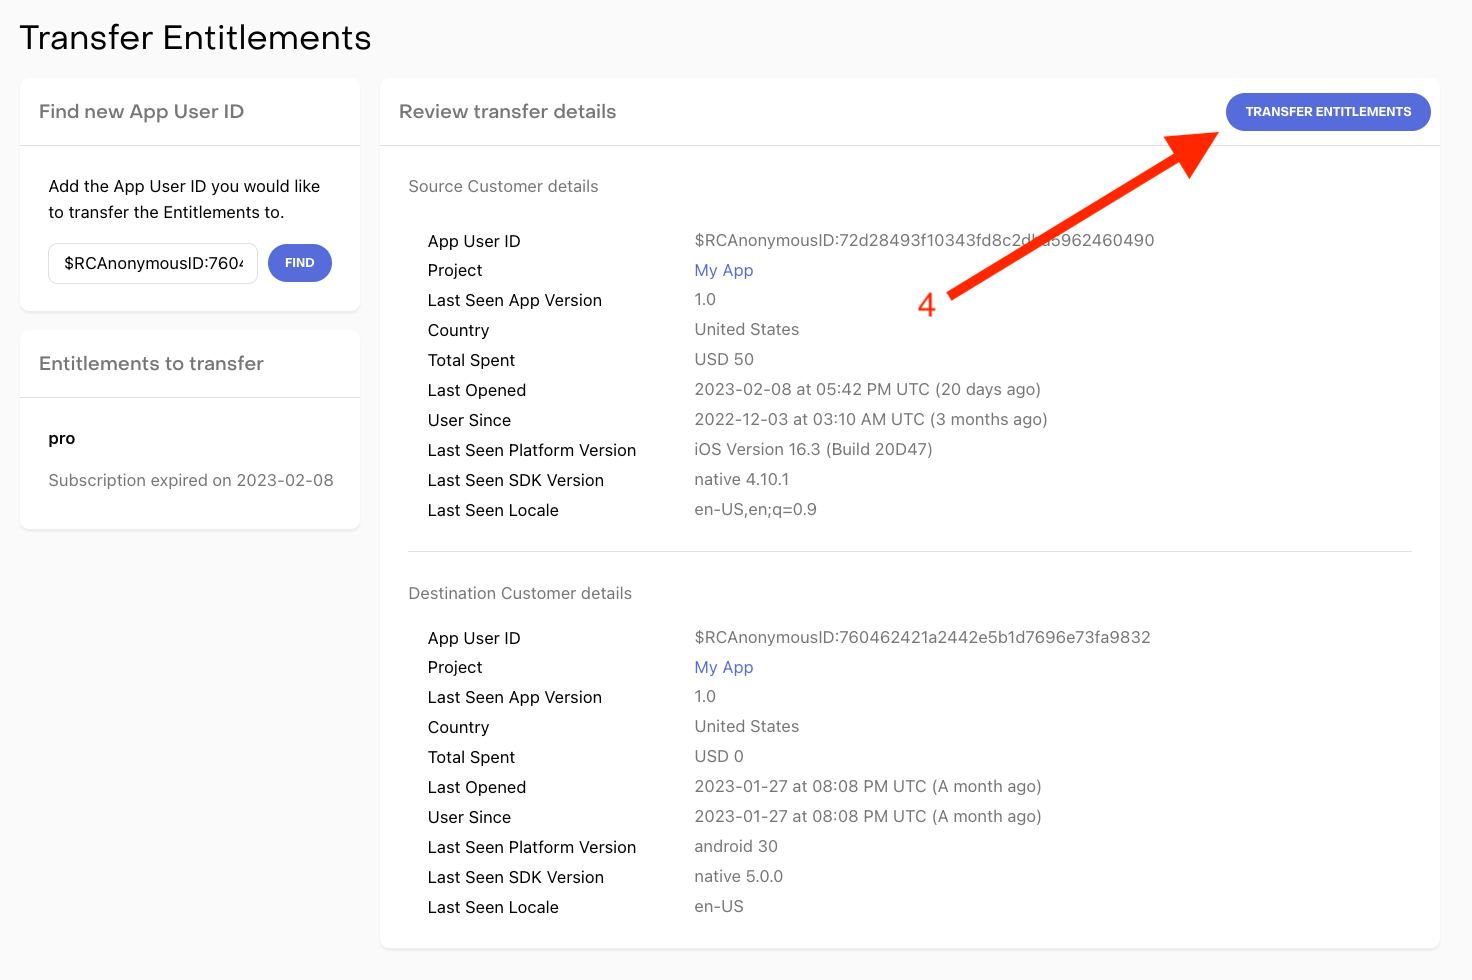 Transfer Entitlements
Find new App User ID
Add the App User ID you would like
to transfer the Entitlements to.
$RCAnonymousID:7604
FIND
Entitlements to transfer
pro
Subscription expired on 2023-02-08
Review transfer details
TRANSFER ENTITLEMENTS
Source Customer details
App User ID
Project My App
Last Seen App Version 1.0
Country United States
Total Spent USD 50
Last Opened 2023-02-08 at 05:42 PM UTC (20 days ago)
User Since 2022-12-03 at 03:10 AM UTC (3 months ago)
Last Seen Platform Version iOS Version 16.3 (Build 20D47)
Last Seen SDK Version native 4.10.1
Last Seen Locale en-US,en;q=0.9
4
Destination Customer details
App User ID $RCAnonymousID:760462421a2442e5b1d7696e73fa9832
Project My App
Last Seen App Version 1.0
Country United States
Total Spent USD 0
Last Opened 2023-01-27 at 08:08 PM UTC (A month ago)
User Since 2023-01-27 at 08:08 PM UTC (A month ago)
Last Seen Platform Version android 30
Last Seen SDK Version native 5.0.0
Last Seen Locale en-US